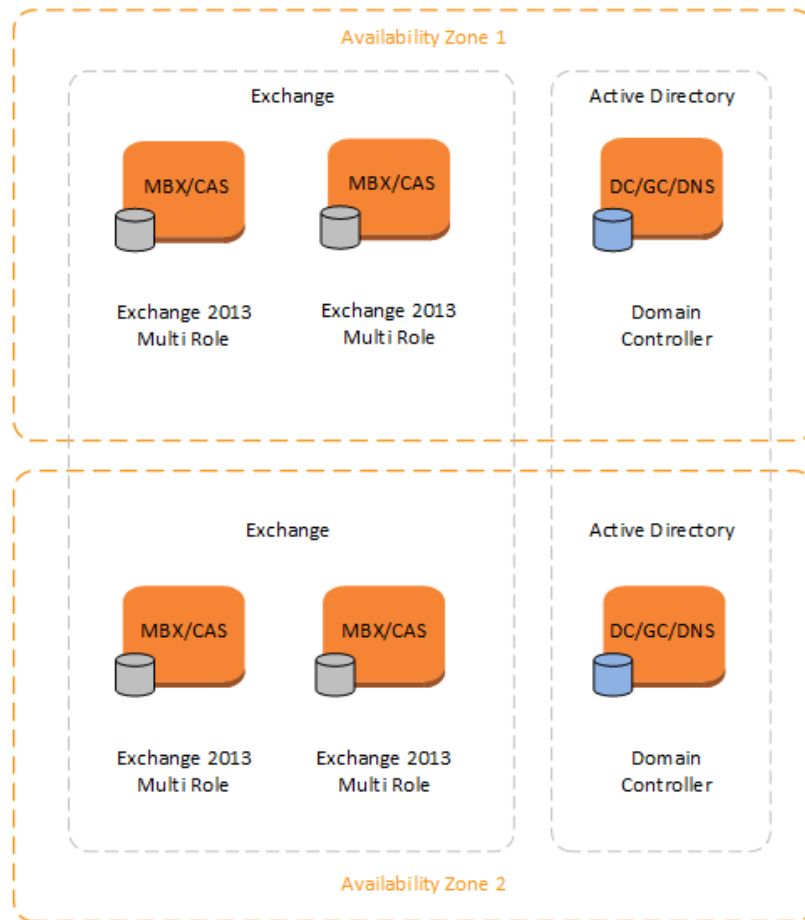 Availability Zone 1
Exchange
Active Directory
MBX/CAS
MBX/CAS
DC/GC/DNS
Exchange 2013
Multi Role
Exchange 2013
Multi Role
Domain
Controller
Exchange
Active Directory
MBX/CAS
MBX/CAS
DC/GC/DNS
Exchange 2013
Multi Role
Exchange 2013
Multi Role
Domain
Controller
Availability Zone 2